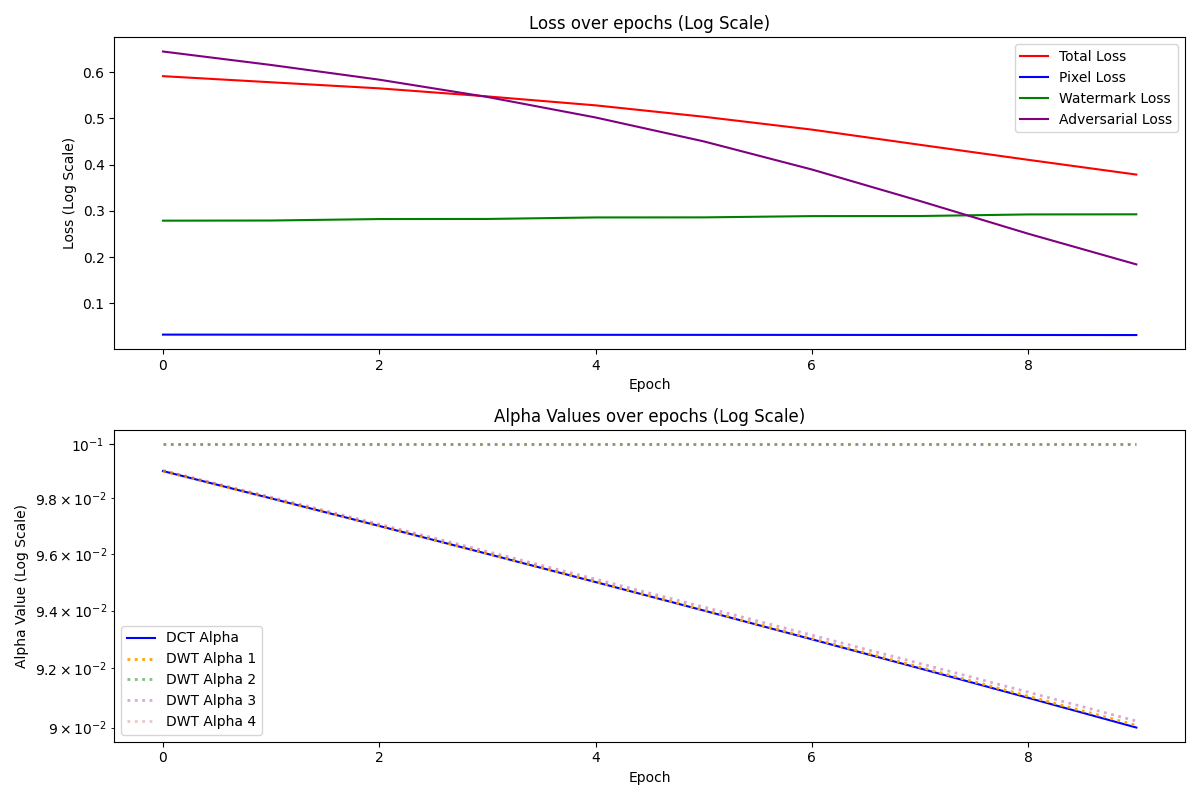 Loss over epochs (Log Scale)
Loss (Log Scale)
0.6
0.5
0.4
0.3
0.2
0.1
Total Loss
Pixel Loss
Watermark Loss
Adversarial Loss
0 2 4 6 8
Epoch
Alpha Values over epochs (Log Scale)
Alpha Value (Log Scale)
10⁻¹
9.8 × 10⁻²
9.6 × 10⁻²
9.4 × 10⁻²
9.2 × 10⁻²
9 × 10⁻²
DCT Alpha
DWT Alpha 1
DWT Alpha 2
DWT Alpha 3
DWT Alpha 4
0 2 4 6 8
Epoch